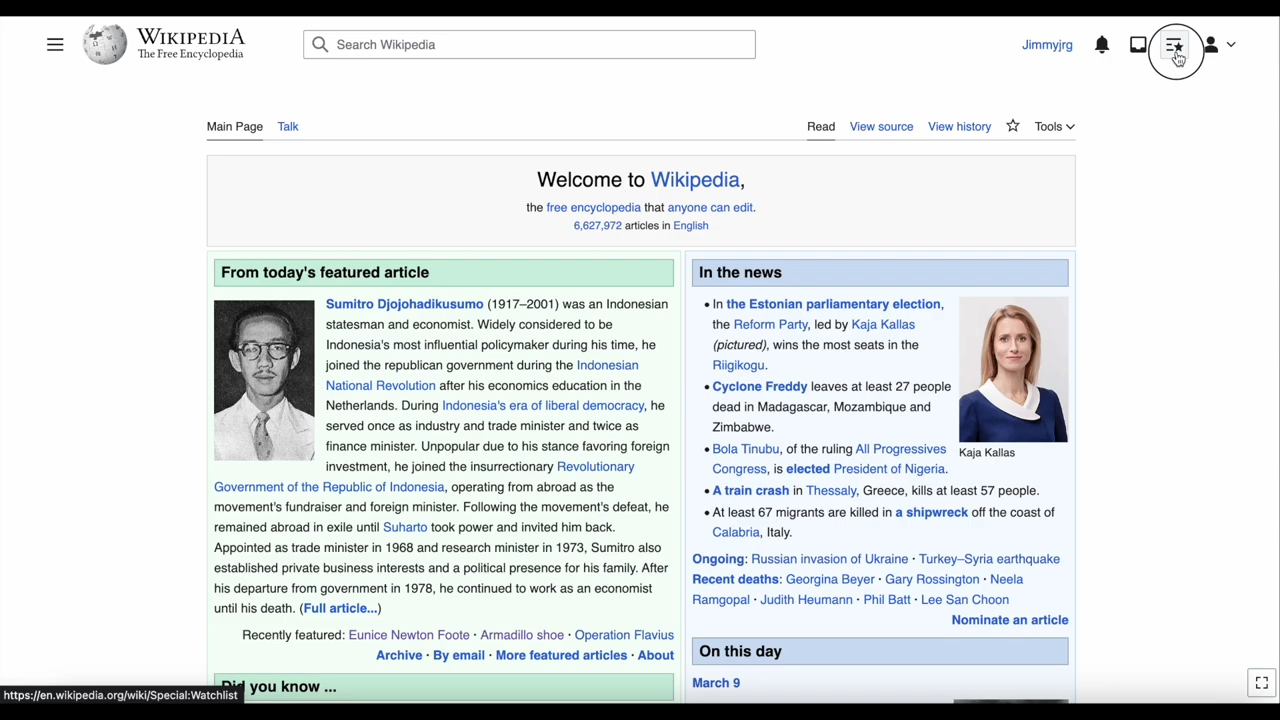 WIKIPEDIA
The Free Encyclopedia
Search Wikipedia
Jimmyjrg
Main Page Talk
Read View source View history Tools
Welcome to Wikipedia,
the free encyclopedia that anyone can edit.
6,627,972 articles in English
From today's featured article
Sumitro Djojohadikusumo (1917–2001) was an Indonesian
statesman and economist. Widely considered to be
Indonesia's most influential policymaker during his time, he
joined the republican government during the Indonesian
National Revolution after his economics education in the
Netherlands. During Indonesia's era of liberal democracy, he
served once as industry and trade minister and twice as
finance minister. Unpopular due to his stance favoring foreign
investment, he joined the insurrectionary Revolutionary
Government of the Republic of Indonesia, operating from abroad as the
movement's fundraiser and foreign minister. Following the movement's defeat, he
remained abroad in exile until Suharto took power and invited him back.
Appointed as trade minister in 1968 and research minister in 1973, Sumitro also
established private business interests and a political presence for his family. After
his departure from government in 1978, he continued to work as an economist
until his death. (Full article...)
Recently featured: Eunice Newton Foote · Armadillo shoe · Operation Flavius
Archive · By email · More featured articles · About
Did you know ...
In the news
• In the Estonian parliamentary election,
the Reform Party, led by Kaja Kallas
(pictured), wins the most seats in the
Riigikogu.
• Cyclone Freddy leaves at least 27 people
dead in Madagascar, Mozambique and
Zimbabwe.
• Bola Tinubu, of the ruling All Progressives
Congress, is elected President of Nigeria.
Kaja Kallas
• A train crash in Thessaly, Greece, kills at least 57 people.
• At least 67 migrants are killed in a shipwreck off the coast of
Calabria, Italy.
Ongoing: Russian invasion of Ukraine · Turkey–Syria earthquake
Recent deaths: Georgina Beyer · Gary Rossington · Neela
Ramgopal · Judith Heumann · Phil Batt · Lee San Choon
Nominate an article
On this day
March 9
https://en.wikipedia.org/wiki/Special:Watchlist